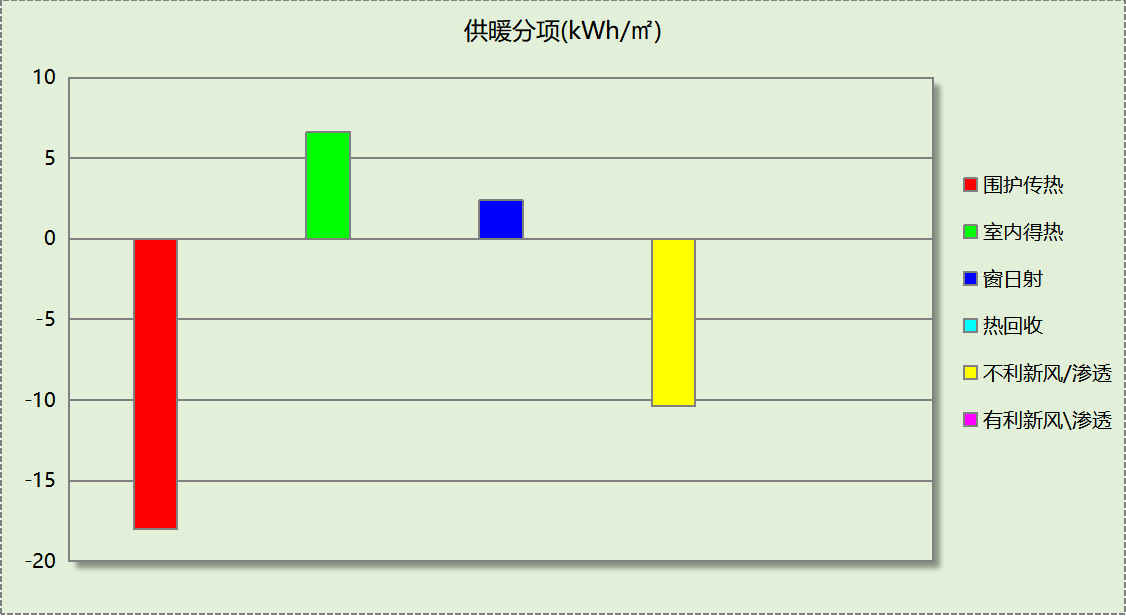 供暖分项(kWh/㎡)
10
5
0
-5
-10
-15
-20
围护传热
室内得热
窗日射
热回收
不利新风/渗透
有利新风\渗透